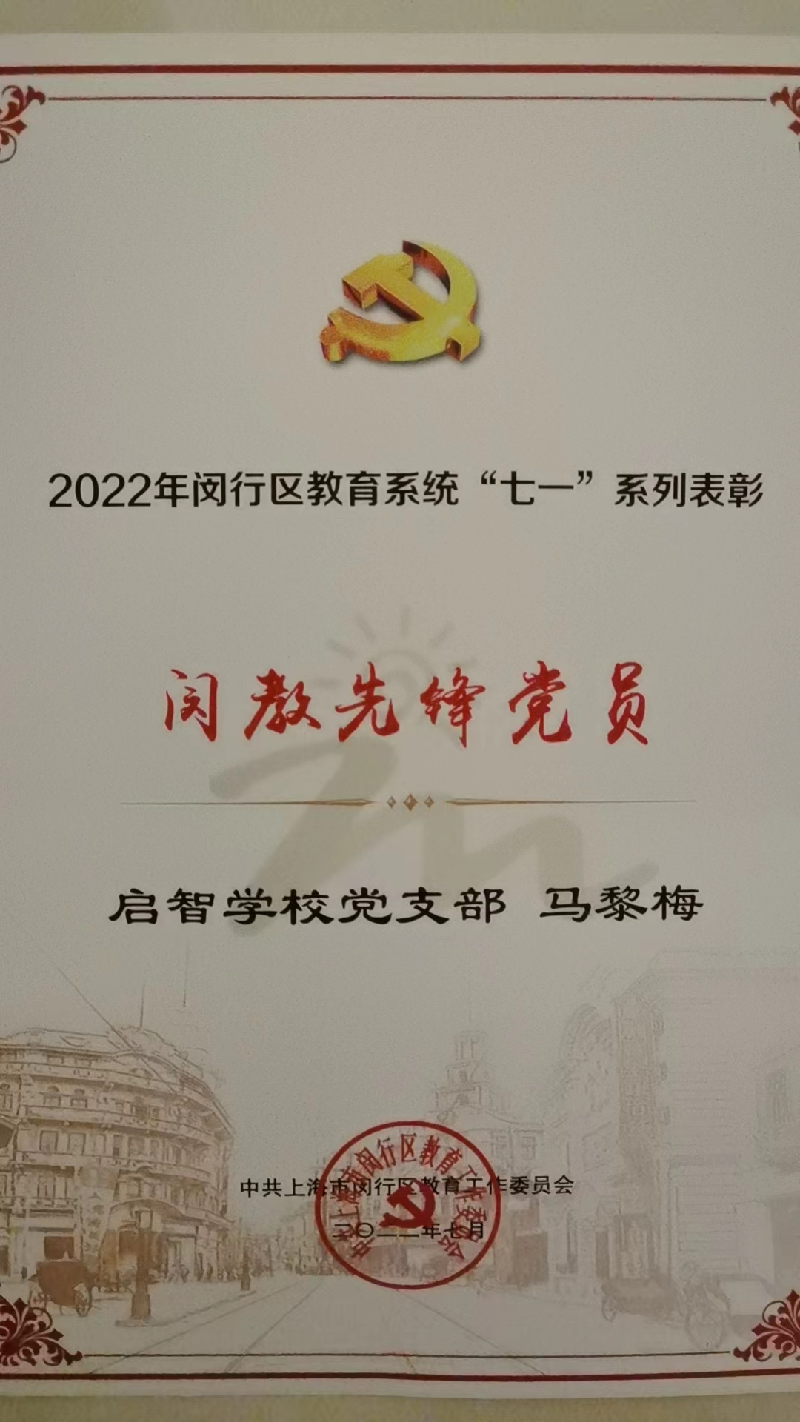 2022年闵行区教育系统“七一”系列表彰
闵教先锋党员
启智学校党支部 马黎梅
中共上海市闵行区教育工作委员会
二〇二二年七月
中共上海市闵行区教育工作委员会